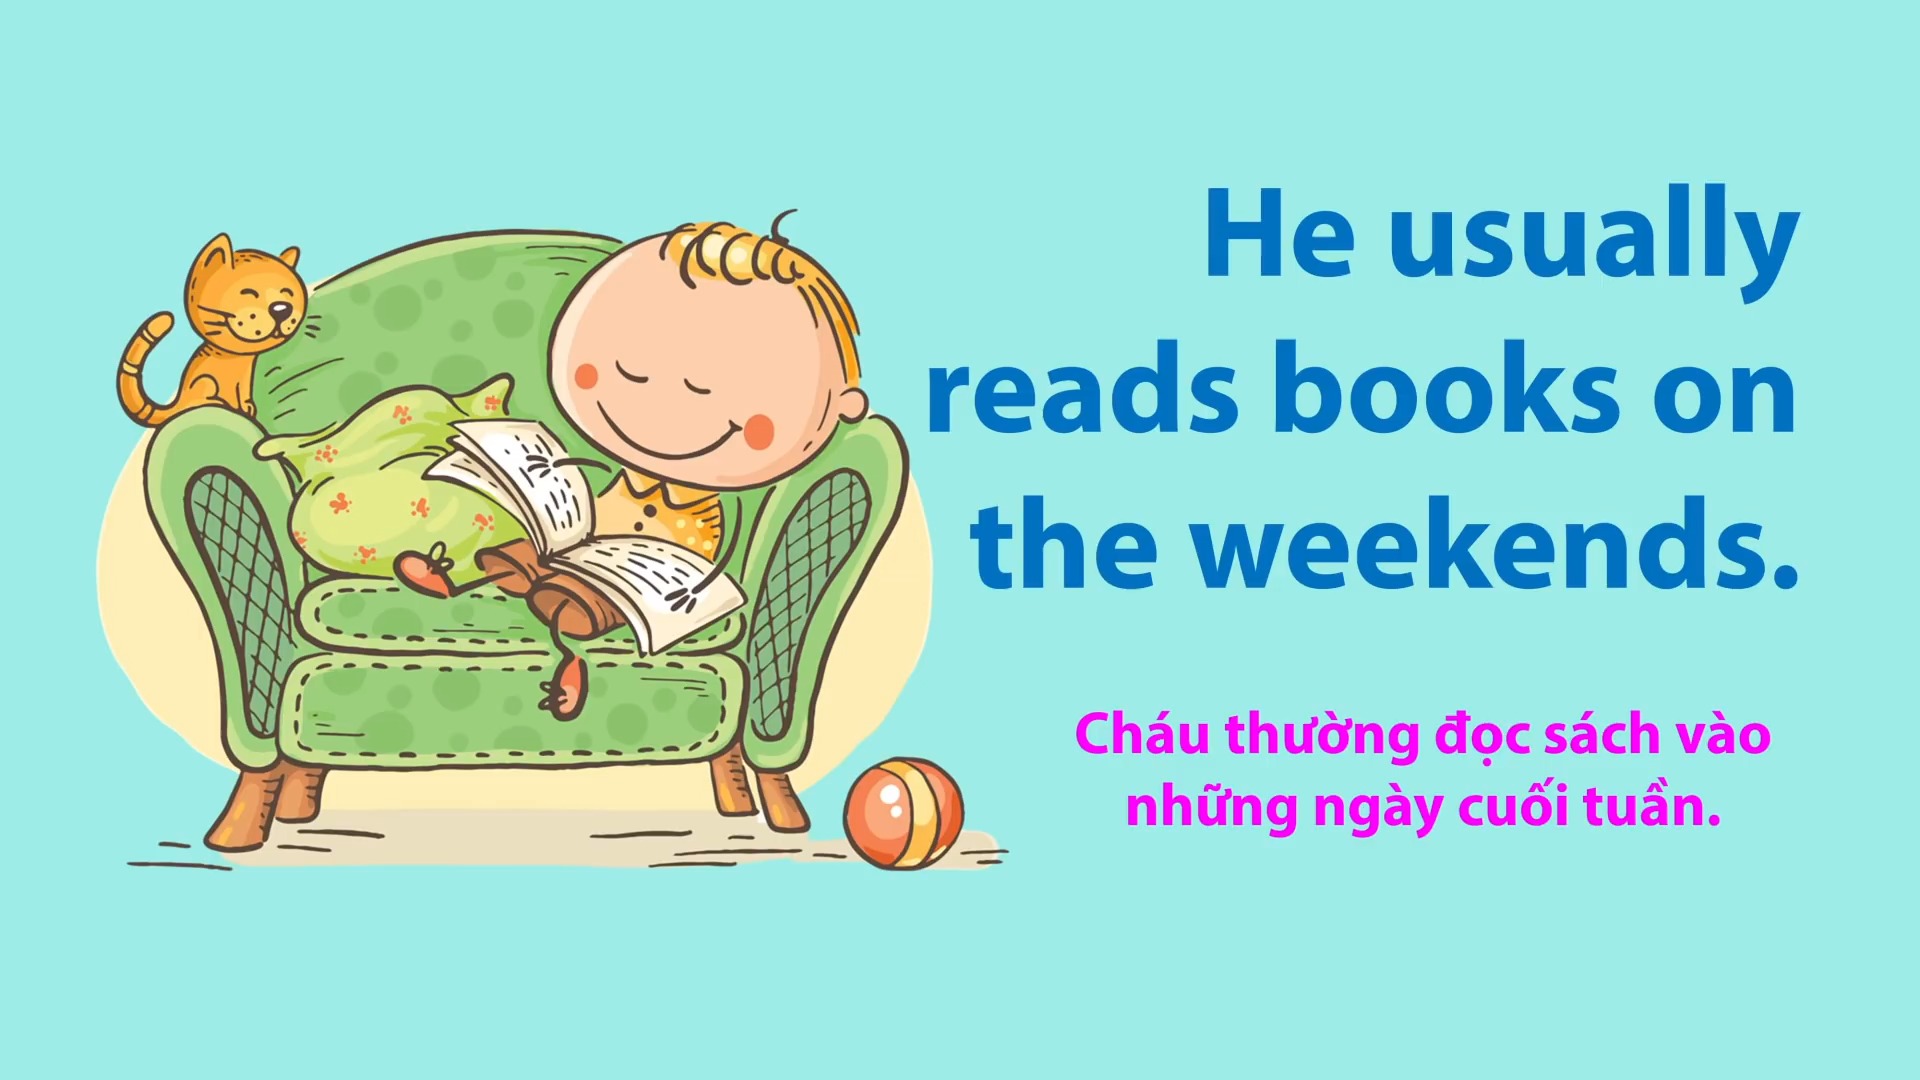 He usually
reads books on
the weekends.
Cháu thường đọc sách vào
những ngày cuối tuần.